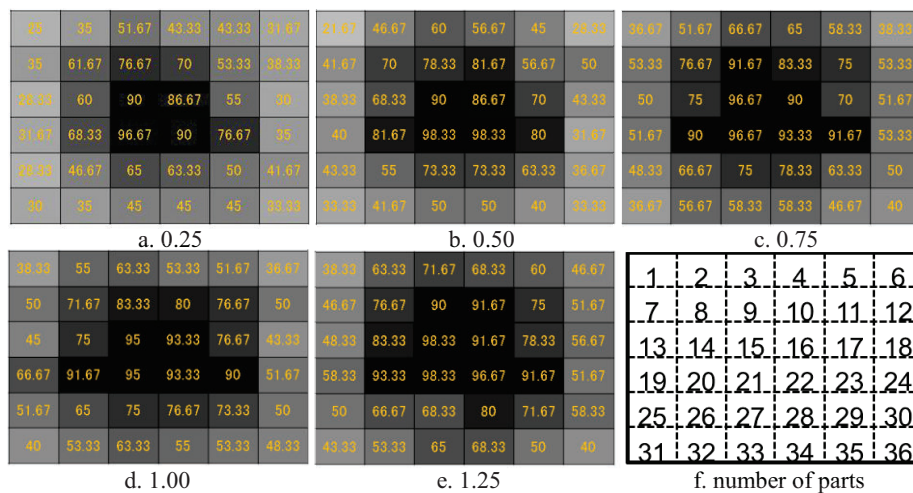 25 35 51.67 43.33 43.33 31.67
35 61.67 76.67 70 53.33 38.33
28.33 60 90 86.67 55 30
31.67 68.33 96.67 90 76.67 35
28.33 46.67 65 63.33 50 41.67
30 35 45 45 45 33.33
a. 0.25
46.67 60 56.67 45 28.33
41.67 70 78.33 81.67 56.67 50
38.33 68.33 90 86.67 70 43.33
40 81.67 98.33 98.33 80 31.67
43.33 55 73.33 73.33 63.33 36.67
33.33 41.67 50 50 40 33.33
b. 0.50
36.67 51.67 66.67 65 58.33 38.33
53.33 76.67 91.67 83.33 75 53.33
50 75 96.67 90 70 51.67
51.67 90 96.67 93.33 91.67 53.33
48.33 66.67 75 78.33 63.33 50
36.67 56.67 58.33 58.33 46.67 40
c. 0.75
38.33 55 63.33 53.33 51.67 36.67
50 71.67 83.33 80 76.67 50
45 75 95 93.33 76.67 43.33
66.67 91.67 95 93.33 90 51.67
51.67 65 75 76.67 73.33 50
40 53.33 63.33 55 53.33 48.33
d. 1.00
38.33 63.33 71.67 68.33 60 46.67
46.67 76.67 90 91.67 75 51.67
48.33 83.33 98.33 91.67 78.33 56.67
58.33 93.33 98.33 96.67 91.67 51.67
50 66.67 68.33 80 71.67 58.33
43.33 53.33 65 68.33 50 40
e. 1.25
1 2 3 4 5 6
7 8 9 10 11 12
13 14 15 16 17 18
19 20 21 22 23 24
25 26 27 28 29 30
31 32 33 34 35 36
f. number of parts